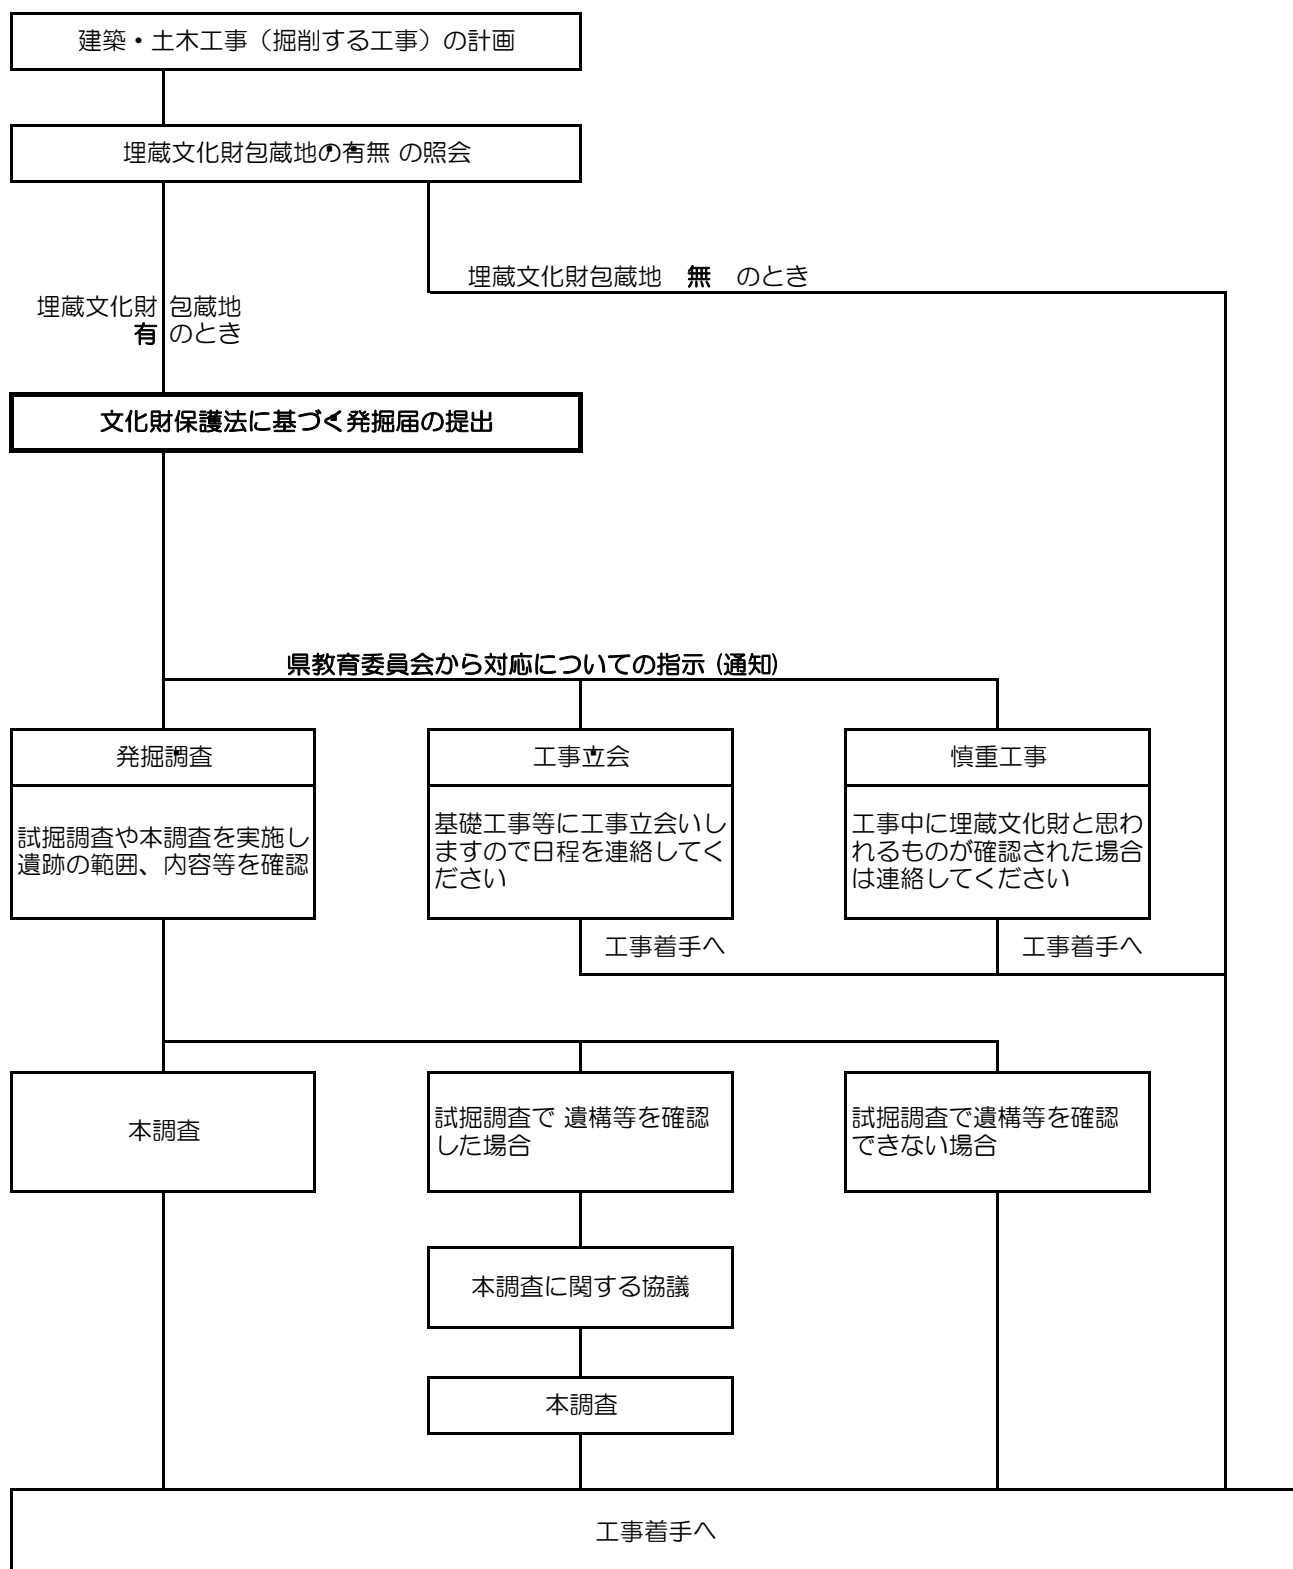 建築・土木工事（掘削する工事）の計画
埋蔵文化財包蔵地の有無 の照会
埋蔵文化財包蔵地　無　のとき
埋蔵文化財 包蔵地
有 のとき
文化財保護法に基づく発掘届の提出
県教育委員会から対応についての指示 (通知)
発掘調査
試掘調査や本調査を実施し
遺跡の範囲、内容等を確認
工事立会
基礎工事等に工事立会いし
ますので日程を連絡してく
ださい
慎重工事
工事中に埋蔵文化財と思わ
れるものが確認された場合
は連絡してください
工事着手へ
工事着手へ
本調査
試掘調査で 遺構等を確認
した場合
試掘調査で遺構等を確認
できない場合
本調査に関する協議
本調査
工事着手へ